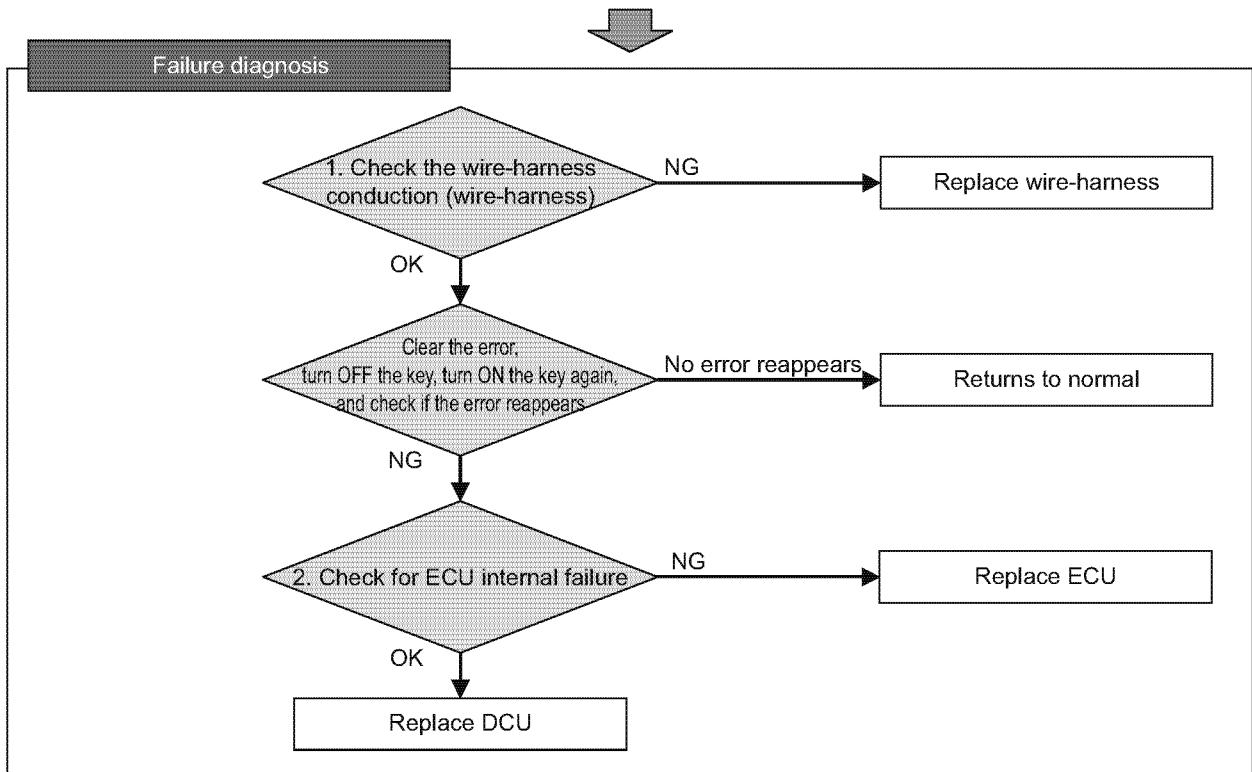 Failure diagnosis
1. Check the wire-harness
conduction (wire-harness)
NG
Replace wire-harness
OK
Clear the error,
turn OFF the key, turn ON the key again,
and check if the error reappears.
No error reappears
Returns to normal
NG
2. Check for ECU internal failure
NG
Replace ECU
OK
Replace DCU